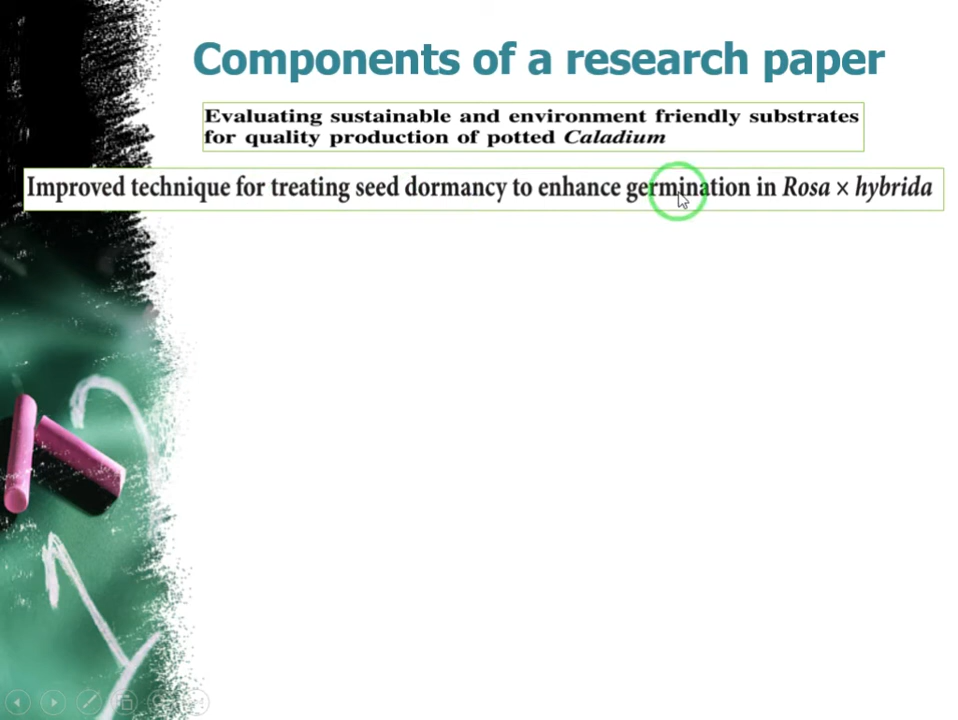 Components of a research paper
Evaluating sustainable and environment friendly substrates
for quality production of potted Caladium
Improved technique for treating seed dormancy to enhance germination in Rosa × hybrida